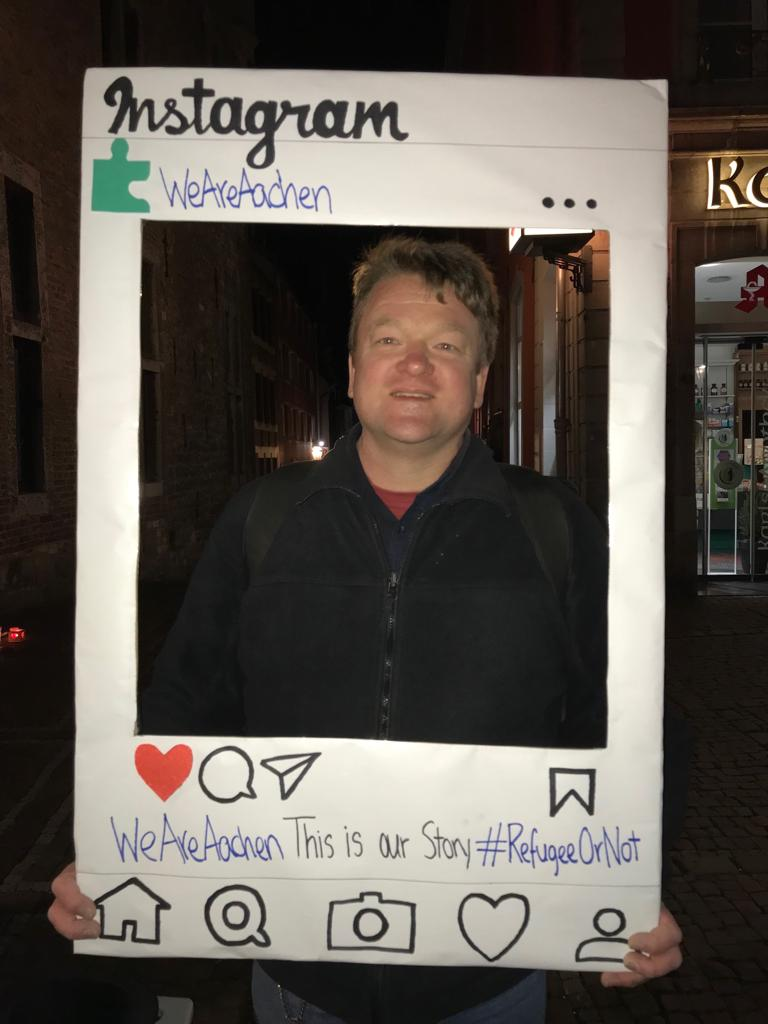 Instagram
WeAreAachen
WeAreAachen This is our Story #RefugeeOrNot